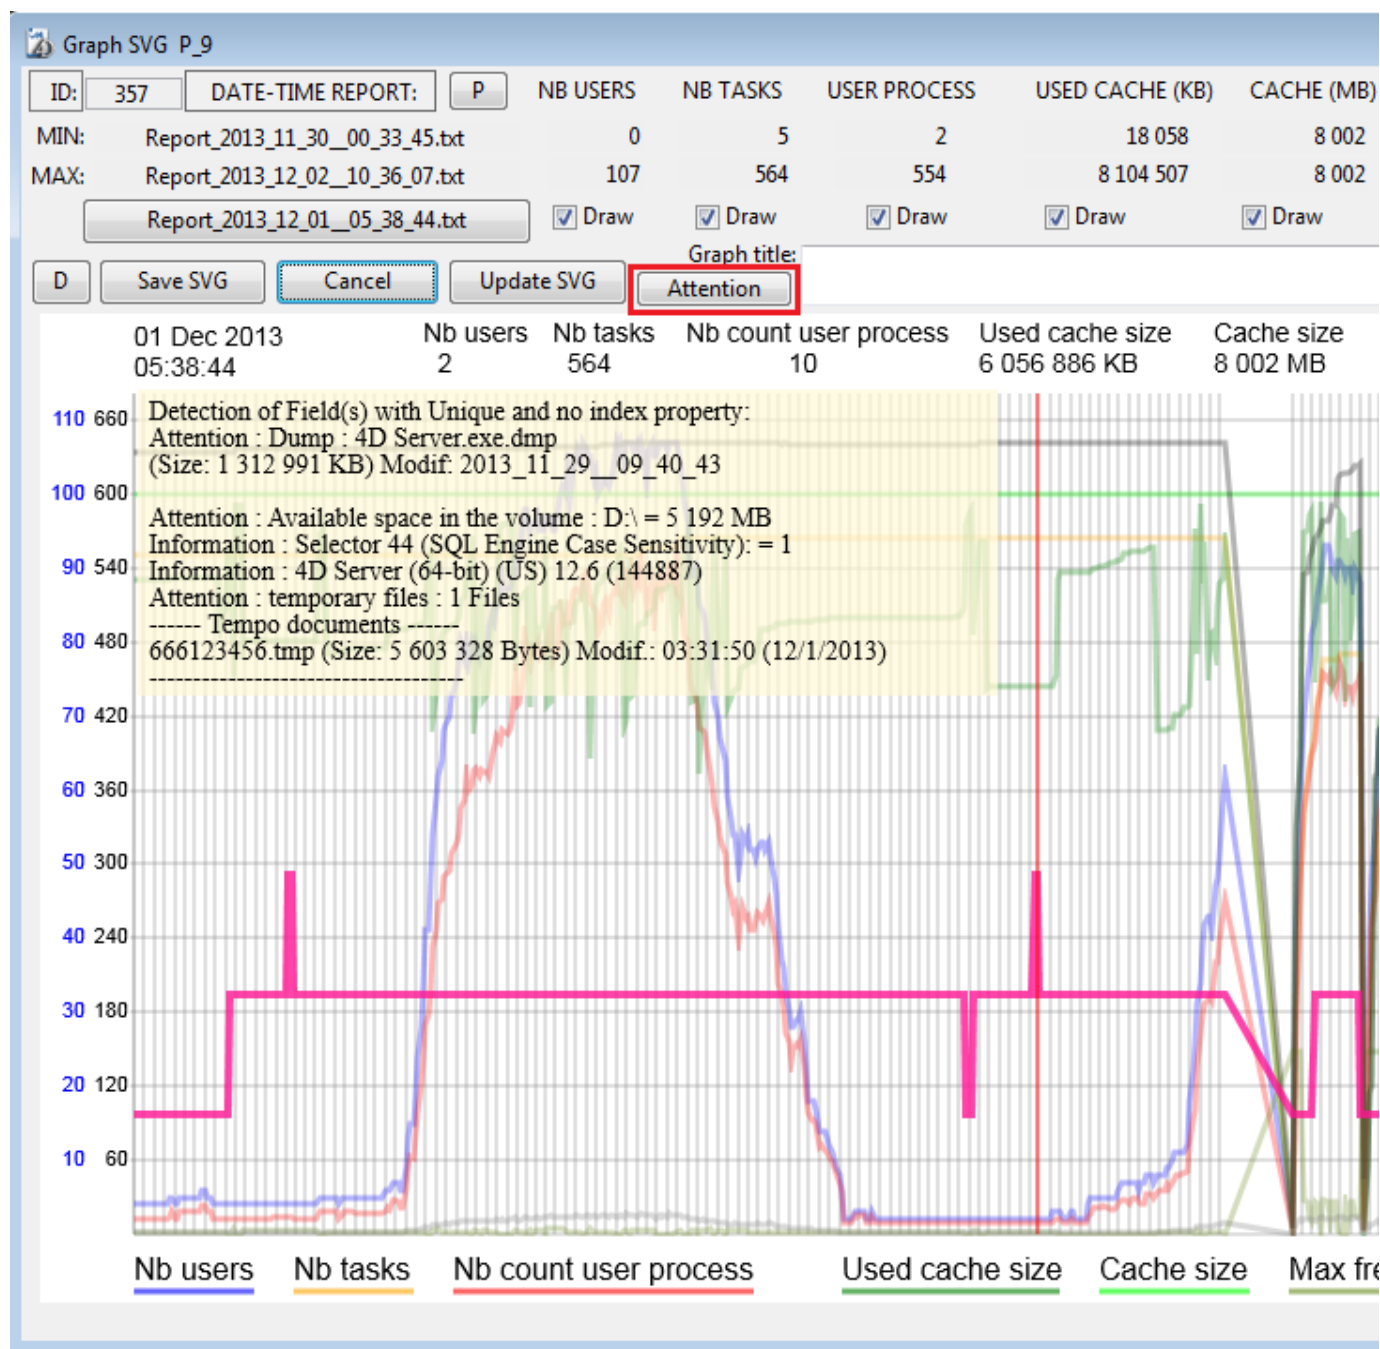 Graph SVG P_9
ID: 357 DATE-TIME REPORT: P NB USERS NB TASKS USER PROCESS USED CACHE (KB) CACHE (MB)
MIN: Report_2013_11_30__00_33_45.txt 0 5 2 18 058 8 002
MAX: Report_2013_12_02__10_36_07.txt 107 564 554 8 104 507 8 002
Report_2013_12_01__05_38_44.txt Draw Draw Draw Draw Draw
Graph title:
D Save SVG Cancel Update SVG Attention
01 Dec 2013 Nb users Nb tasks Nb count user process Used cache size Cache size
05:38:44 2 564 10 6 056 886 KB 8 002 MB
110 660
Detection of Field(s) with Unique and no index property:
Attention : Dump : 4D Server.exe.dmp
(Size: 1 312 991 KB) Modif: 2013_11_29__09_40_43
100 600
Attention : Available space in the volume : D:\ = 5 192 MB
Information : Selector 44 (SQL Engine Case Sensitivity): = 1
90 540
Information : 4D Server (64-bit) (US) 12.6 (144887)
Attention : temporary files : 1 Files
------ Tempo documents ------
80 480
666123456.tmp (Size: 5 603 328 Bytes) Modif.: 03:31:50 (12/1/2013)
-------------------------------------
70 420
60 360
50 300
40 240
30 180
20 120
10 60
Nb users Nb tasks Nb count user process Used cache size Cache size Max fre